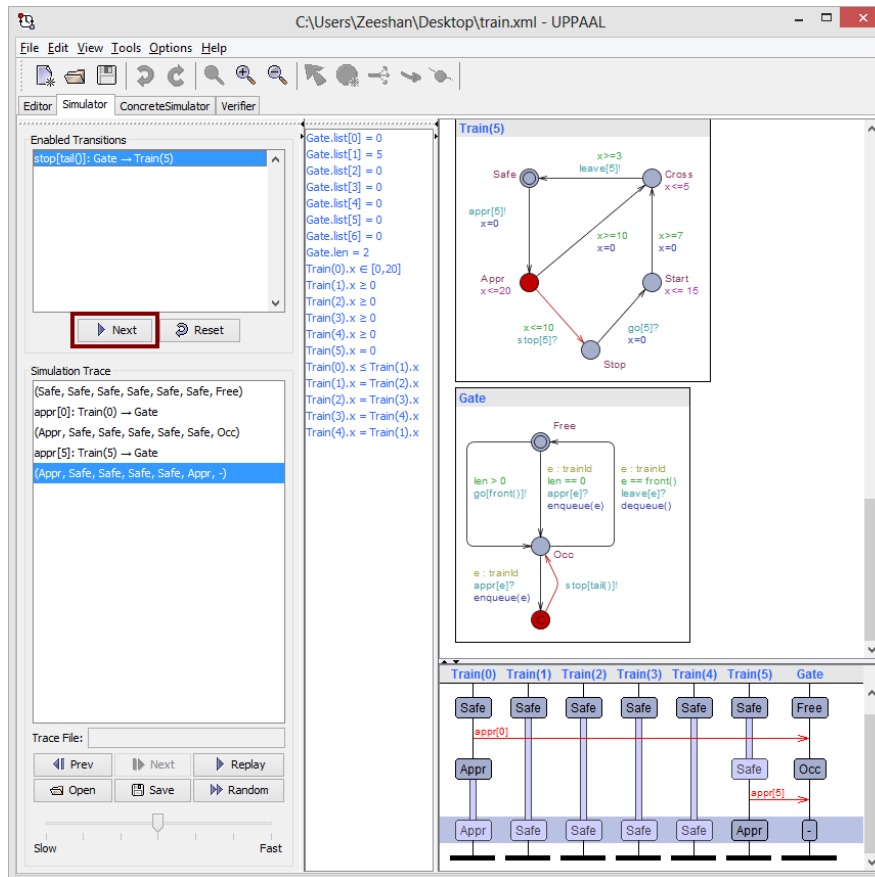 C:\Users\Zeeshan\Desktop\train.xml - UPPAAL
File Edit View Tools Options Help
Editor Simulator ConcreteSimulator Verifier
Enabled Transitions
stop[tail()]: Gate → Train(5)
Next Reset
Simulation Trace
(Safe, Safe, Safe, Safe, Safe, Safe, Free)
appr[0]: Train(0) → Gate
(Appr, Safe, Safe, Safe, Safe, Safe, Occ)
appr[5]: Train(5) → Gate
(Appr, Safe, Safe, Safe, Safe, Appr, -)
Trace File:
Prev Next Replay
Open Save Random
Slow Fast
Gate.list[0] = 0
Gate.list[1] = 5
Gate.list[2] = 0
Gate.list[3] = 0
Gate.list[4] = 0
Gate.list[5] = 0
Gate.list[6] = 0
Gate.len = 2
Train(0).x ∈ [0,20]
Train(1).x ≥ 0
Train(2).x ≥ 0
Train(3).x ≥ 0
Train(4).x ≥ 0
Train(5).x = 0
Train(0).x ≤ Train(1).x
Train(1).x = Train(2).x
Train(2).x = Train(3).x
Train(3).x = Train(4).x
Train(4).x = Train(1).x
Train(5)
x>=3
leave[5]!
Safe
Cross
x<=5
appr[5]!
x=0
x>=10
x=0
x>=7
x=0
Appr
x<=20
Start
x<= 15
x<=10
stop[5]?
go[5]?
x=0
Stop
Gate
Free
len > 0
go[front()]!
e : trainId
len == 0
appr[e]?
enqueue(e)
e : trainId
e == front()
leave[e]?
dequeue()
Occ
e : trainId
appr[e]?
enqueue(e)
stop[tail()]!
C
Train(0) Train(1) Train(2) Train(3) Train(4) Train(5) Gate
Safe Safe Safe Safe Safe Safe Free
appr[0]
Appr Safe Occ
appr[5]
Appr Safe Safe Safe Safe Appr -